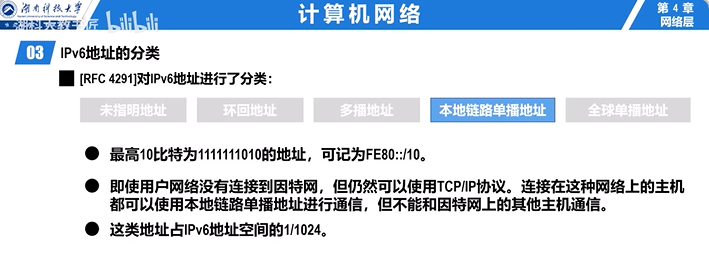 湖南科技大学
湖科大教书匠 bilibili
计算机网络
第 4 章
网络层
03 IPv6地址的分类
[RFC 4291]对IPv6地址进行了分类：
未指明地址 环回地址 多播地址 本地链路单播地址 全球单播地址
最高10比特为1111111010的地址，可记为FE80::/10。
即使用户网络没有连接到因特网，但仍然可以使用TCP/IP协议。连接在这种网络上的主机
都可以使用本地链路单播地址进行通信，但不能和因特网上的其他主机通信。
这类地址占IPv6地址空间的1/1024。